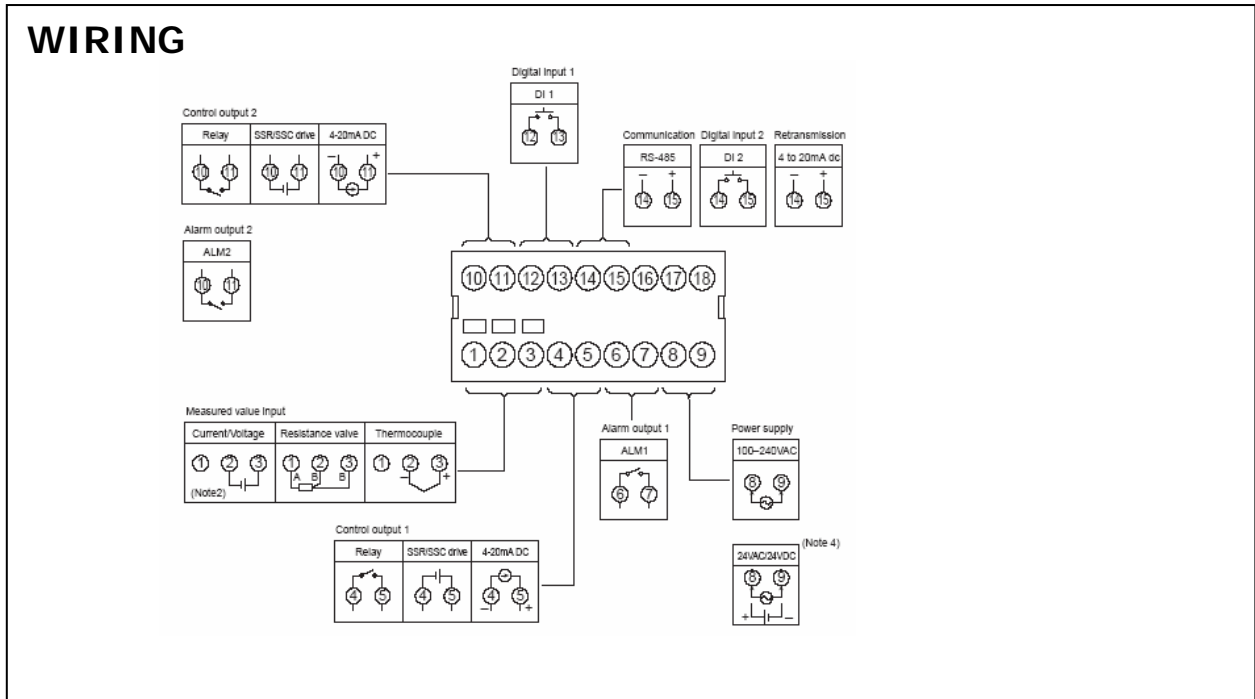 WIRING
Digital Input 1
DI 1
12 13
Control output 2
Relay SSR/SSC drive 4-20mA DC
− +
10 11 10 11 10 11
Communication Digital Input 2 Retransmission
RS-485 DI 2 4 to 20mA dc
− + − +
14 15 14 15 14 15
Alarm output 2
ALM2
10 11
10 11 12 13 14 15 16 17 18
1 2 3 4 5 6 7 8 9
Measured value Input
Current/Voltage Resistance valve Thermocouple
1 2 3 1 2 3 1 2 3
A B B − +
(Note2)
Alarm output 1
ALM1
6 7
Power supply
100–240VAC
8 9
Control output 1
Relay SSR/SSC drive 4-20mA DC
4 5 4 5 4 5
− +
(Note 4)
24VAC/24VDC
8 9
+ −